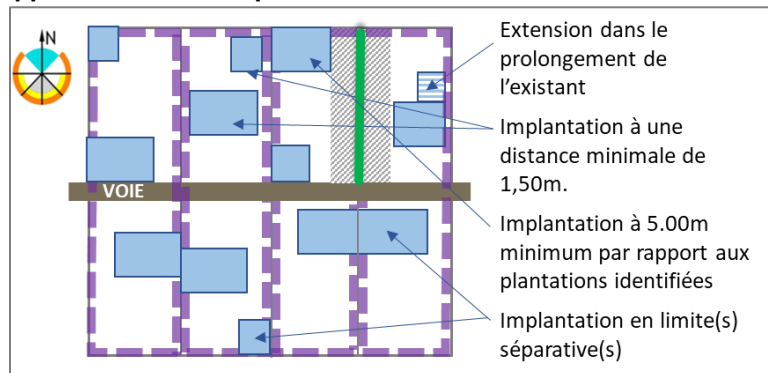 N
Extension dans le
prolongement de
l’existant
Implantation à une
distance minimale de
1,50m.
VOIE
Implantation à 5.00m
minimum par rapport aux
plantations identifiées
Implantation en limite(s)
séparative(s)